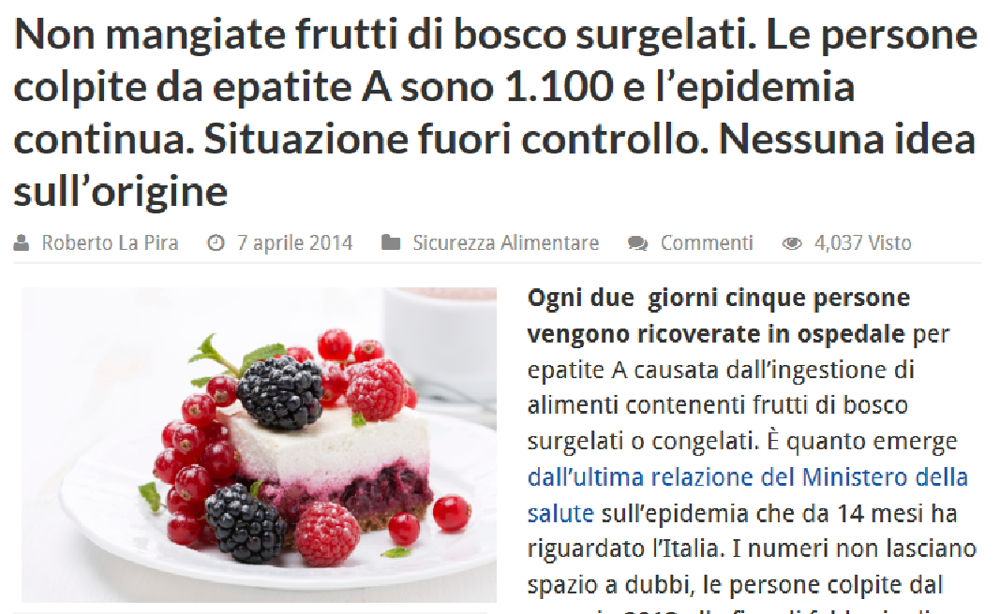 Non mangiate frutti di bosco surgelati. Le persone
colpite da epatite A sono 1.100 e l’epidemia
continua. Situazione fuori controllo. Nessuna idea
sull’origine
Roberto La Pira 7 aprile 2014 Sicurezza Alimentare Commenti 4,037 Visto
Ogni due giorni cinque persone
vengono ricoverate in ospedale per
epatite A causata dall’ingestione di
alimenti contenenti frutti di bosco
surgelati o congelati. È quanto emerge
dall’ultima relazione del Ministero della
salute sull’epidemia che da 14 mesi ha
riguardato l’Italia. I numeri non lasciano
spazio a dubbi, le persone colpite dal